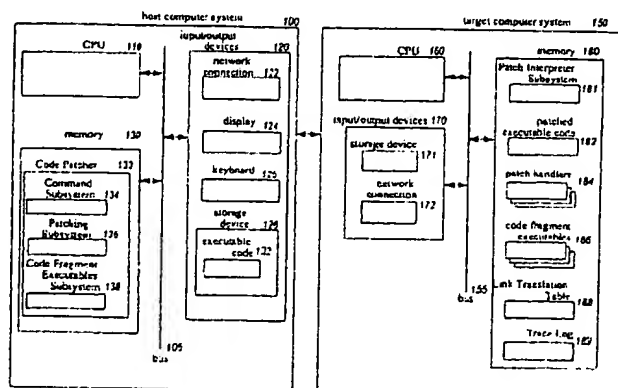 host computer system 100
CPU 110
input/output devices 120
network connection 122
display 124
keyboard 125
storage device 126
executable code 132
memory 130
Code Patcher 133
Command Subsystem 134
Patching Subsystem 136
Code Fragment Executables Subsystem 138
bus 105
target computer system 150
CPU 160
input/output devices 170
storage device 171
network connection 172
bus 155
memory 180
Patch Interpreter Subsystem 181
patched executable code 182
patch handlers 184
code fragment executables 186
Link Translation Table 188
Trace Log 189